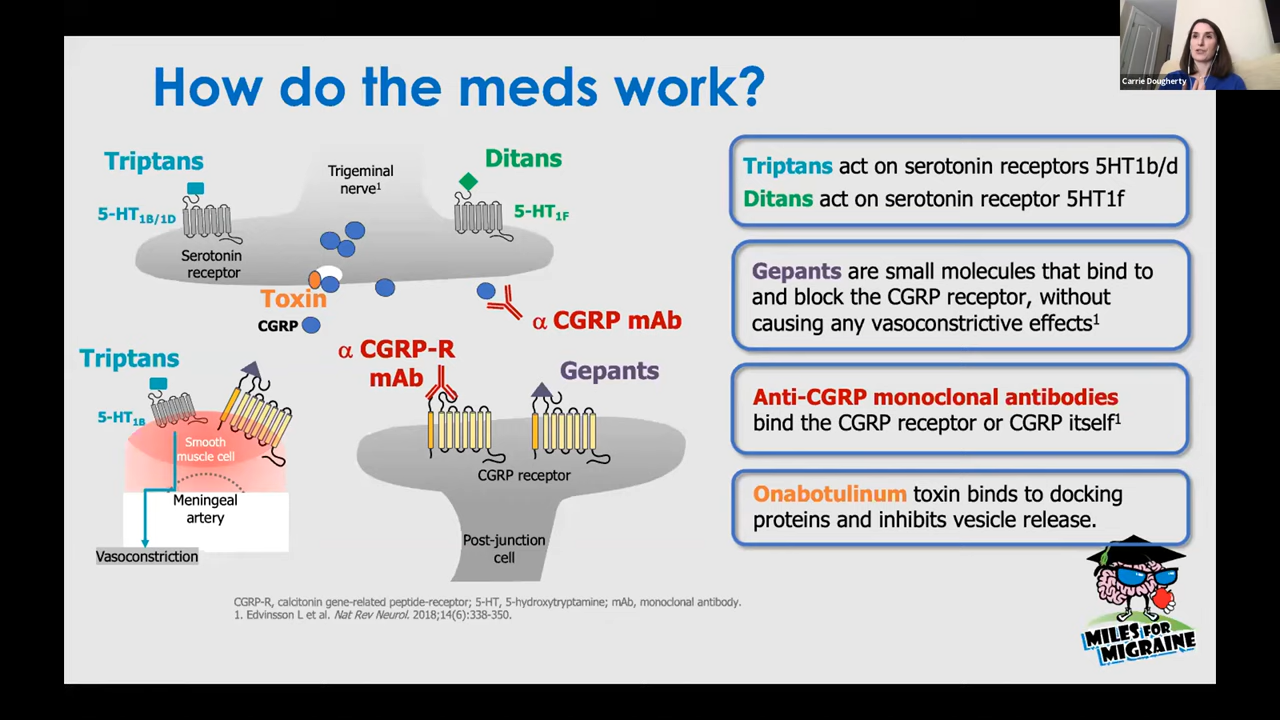 Carrie Dougherty
How do the meds work?
Triptans
5-HT1B/1D
Serotonin
receptor
Trigeminal
nerve1
Ditans
5-HT1F
Toxin
CGRP
α CGRP mAb
Triptans
5-HT1B
Smooth
muscle cell
Meningeal
artery
Vasoconstriction
α CGRP-R
mAb
Gepants
CGRP receptor
Post-junction
cell
Triptans act on serotonin receptors 5HT1b/d
Ditans act on serotonin receptor 5HT1f
Gepants are small molecules that bind to
and block the CGRP receptor, without
causing any vasoconstrictive effects1
Anti-CGRP monoclonal antibodies
bind the CGRP receptor or CGRP itself1
Onabotulinum toxin binds to docking
proteins and inhibits vesicle release.
CGRP-R, calcitonin gene-related peptide-receptor; 5-HT, 5-hydroxytryptamine; mAb, monoclonal antibody.
1. Edvinsson L et al. Nat Rev Neurol. 2018;14(6):338-350.
MILES FOR
MIGRAINE